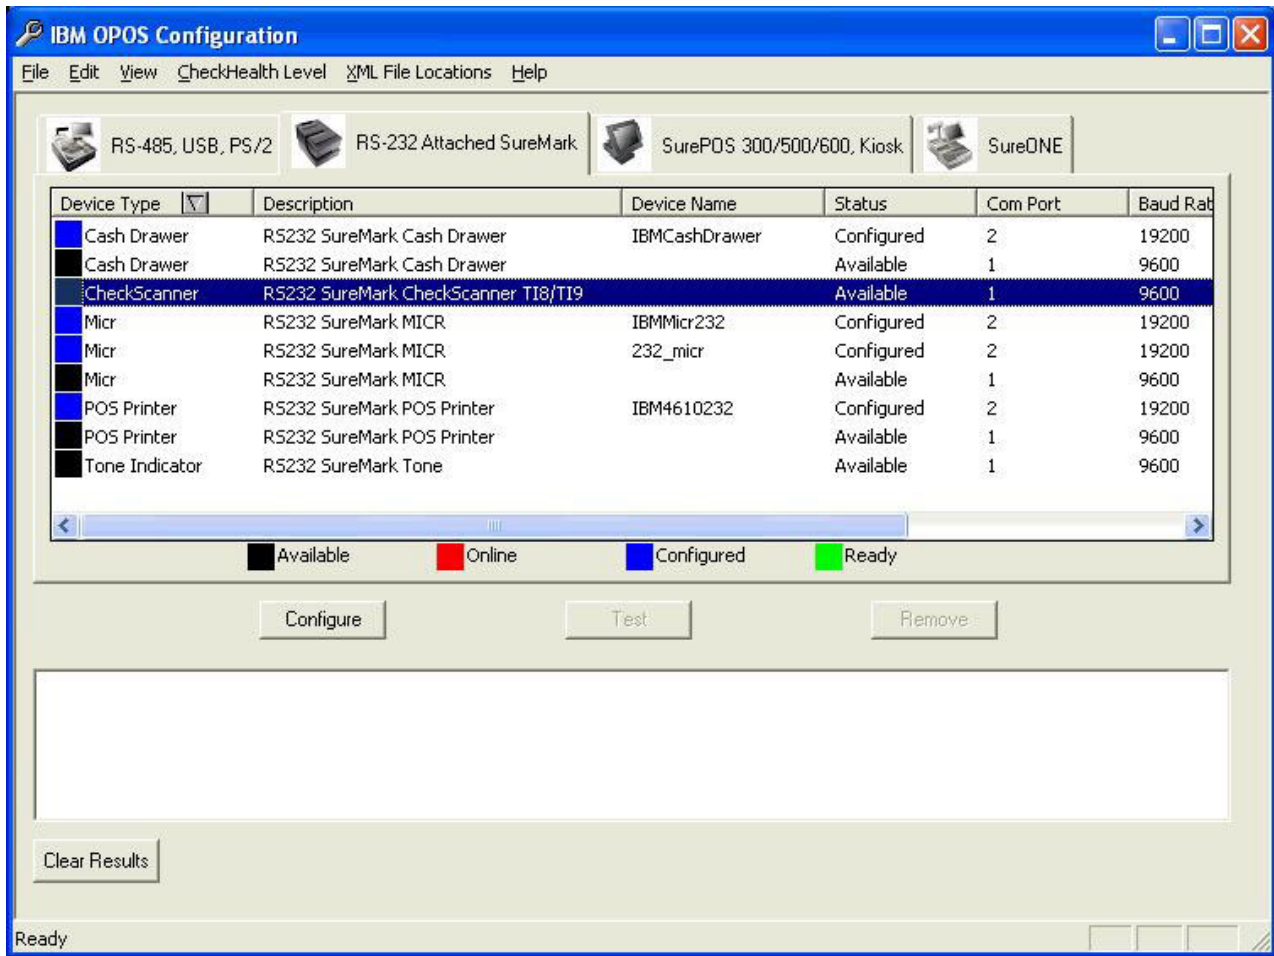 IBM OPOS Configuration
File Edit View CheckHealth Level XML File Locations Help
RS-485, USB, PS/2 RS-232 Attached SureMark SurePOS 300/500/600, Kiosk SureONE
Device Type Description Device Name Status Com Port Baud Rat
Cash Drawer RS232 SureMark Cash Drawer IBMCashDrawer Configured 2 19200
Cash Drawer RS232 SureMark Cash Drawer Available 1 9600
CheckScanner RS232 SureMark CheckScanner TI8/TI9 Available 1 9600
Micr RS232 SureMark MICR IBMMicr232 Configured 2 19200
Micr RS232 SureMark MICR 232_micr Configured 2 19200
Micr RS232 SureMark MICR Available 1 9600
POS Printer RS232 SureMark POS Printer IBM4610232 Configured 2 19200
POS Printer RS232 SureMark POS Printer Available 1 9600
Tone Indicator RS232 SureMark Tone Available 1 9600
Available Online Configured Ready
Configure Test Remove
Clear Results
Ready